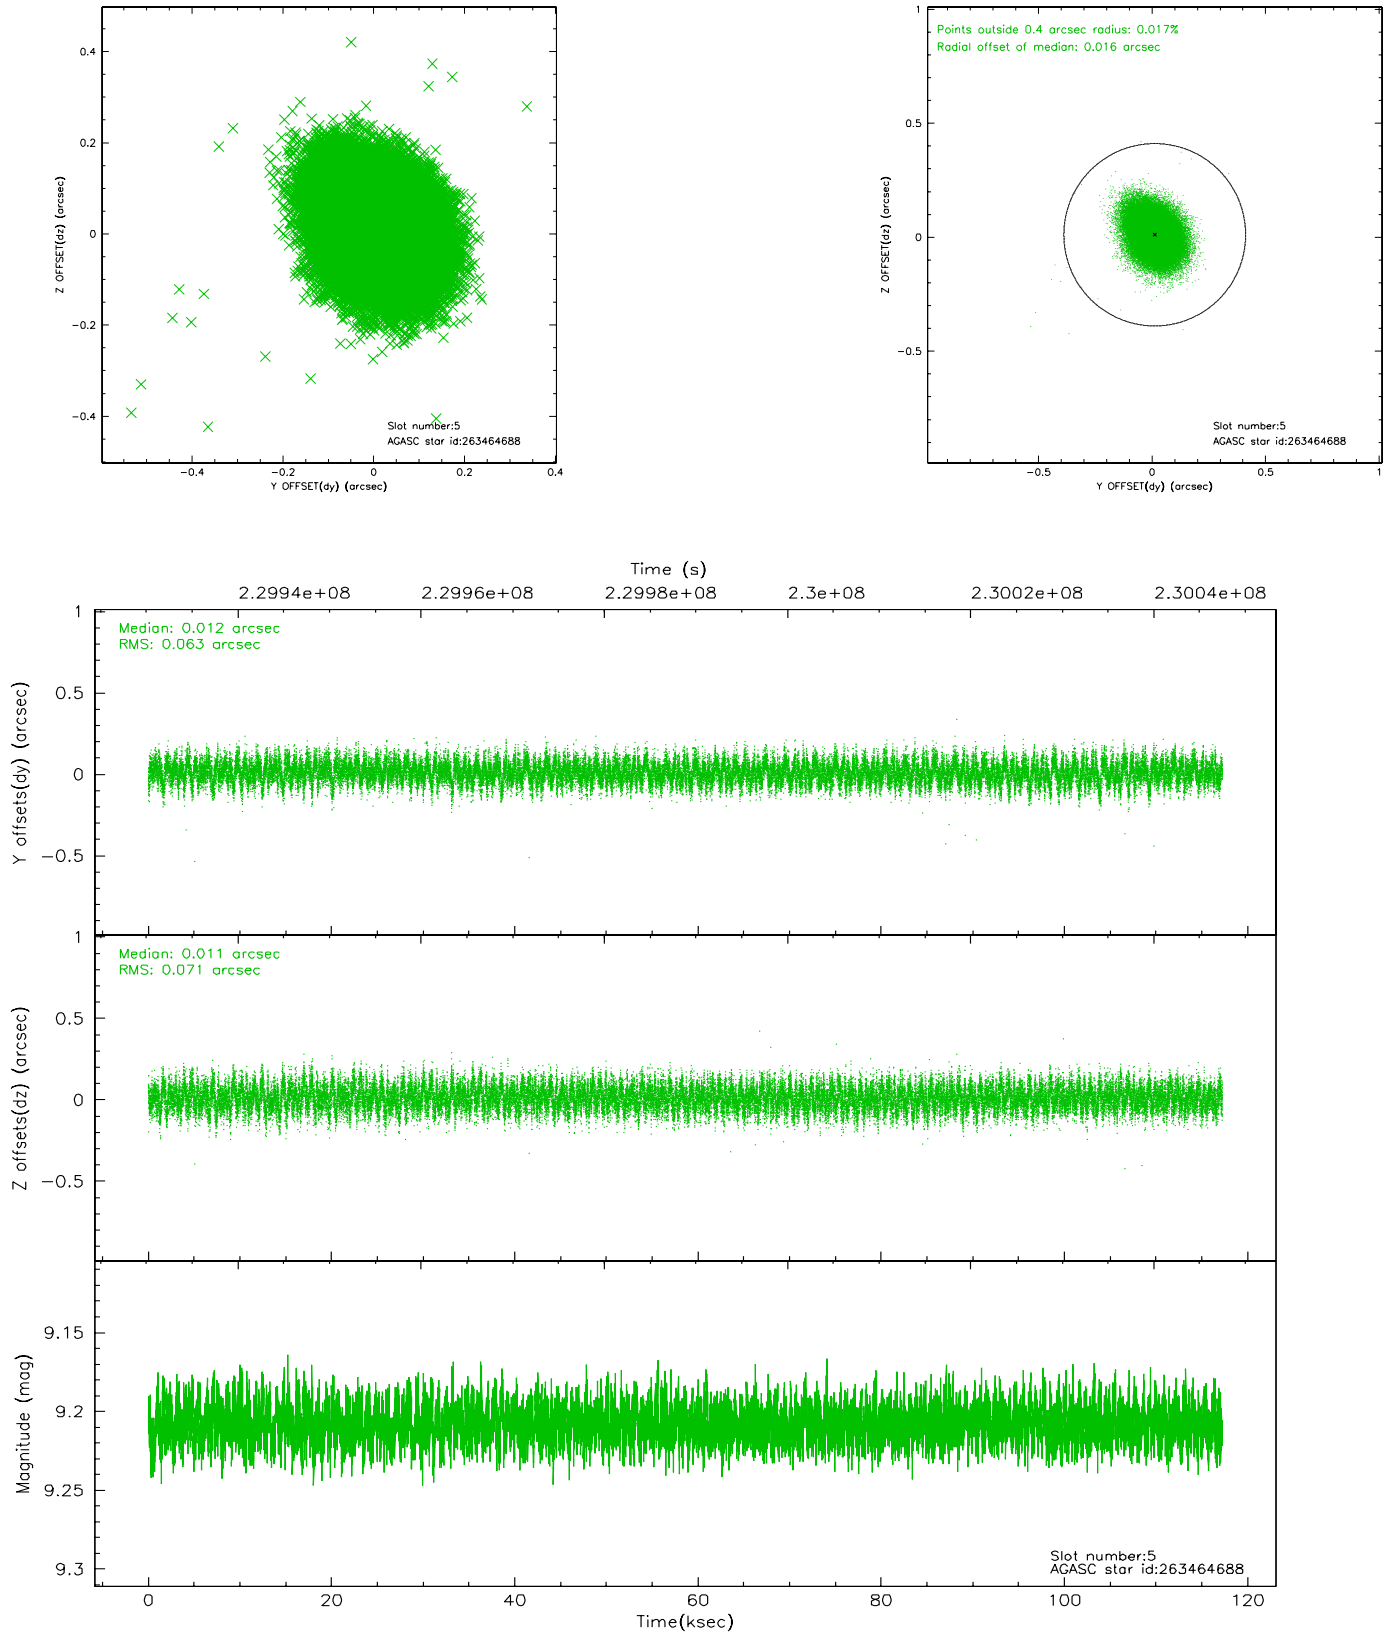 0.4
0.2
0
−0.2
−0.4
Z OFFSET(dz) (arcsec)
Slot number:5
AGASC star id:263464688
−0.4 −0.2 0 0.2 0.4
Y OFFSET(dy) (arcsec)
1
0.5
0
−0.5
Z OFFSET(dz) (arcsec)
Points outside 0.4 arcsec radius: 0.017%
Radial offset of median: 0.016 arcsec
Slot number:5
AGASC star id:263464688
−0.5 0 0.5 1
Y OFFSET(dy) (arcsec)
Time (s)
2.2994e+08 2.2996e+08 2.2998e+08 2.3e+08 2.3002e+08 2.3004e+08
Median: 0.012 arcsec
RMS: 0.063 arcsec
1
0.5
0
−0.5
Y offsets(dy) (arcsec)
Median: 0.011 arcsec
RMS: 0.071 arcsec
1
0.5
0
−0.5
Z offsets(dz) (arcsec)
9.15
9.2
9.25
9.3
Magnitude (mag)
Slot number:5
AGASC star id:263464688
0 20 40 60 80 100 120
Time(ksec)